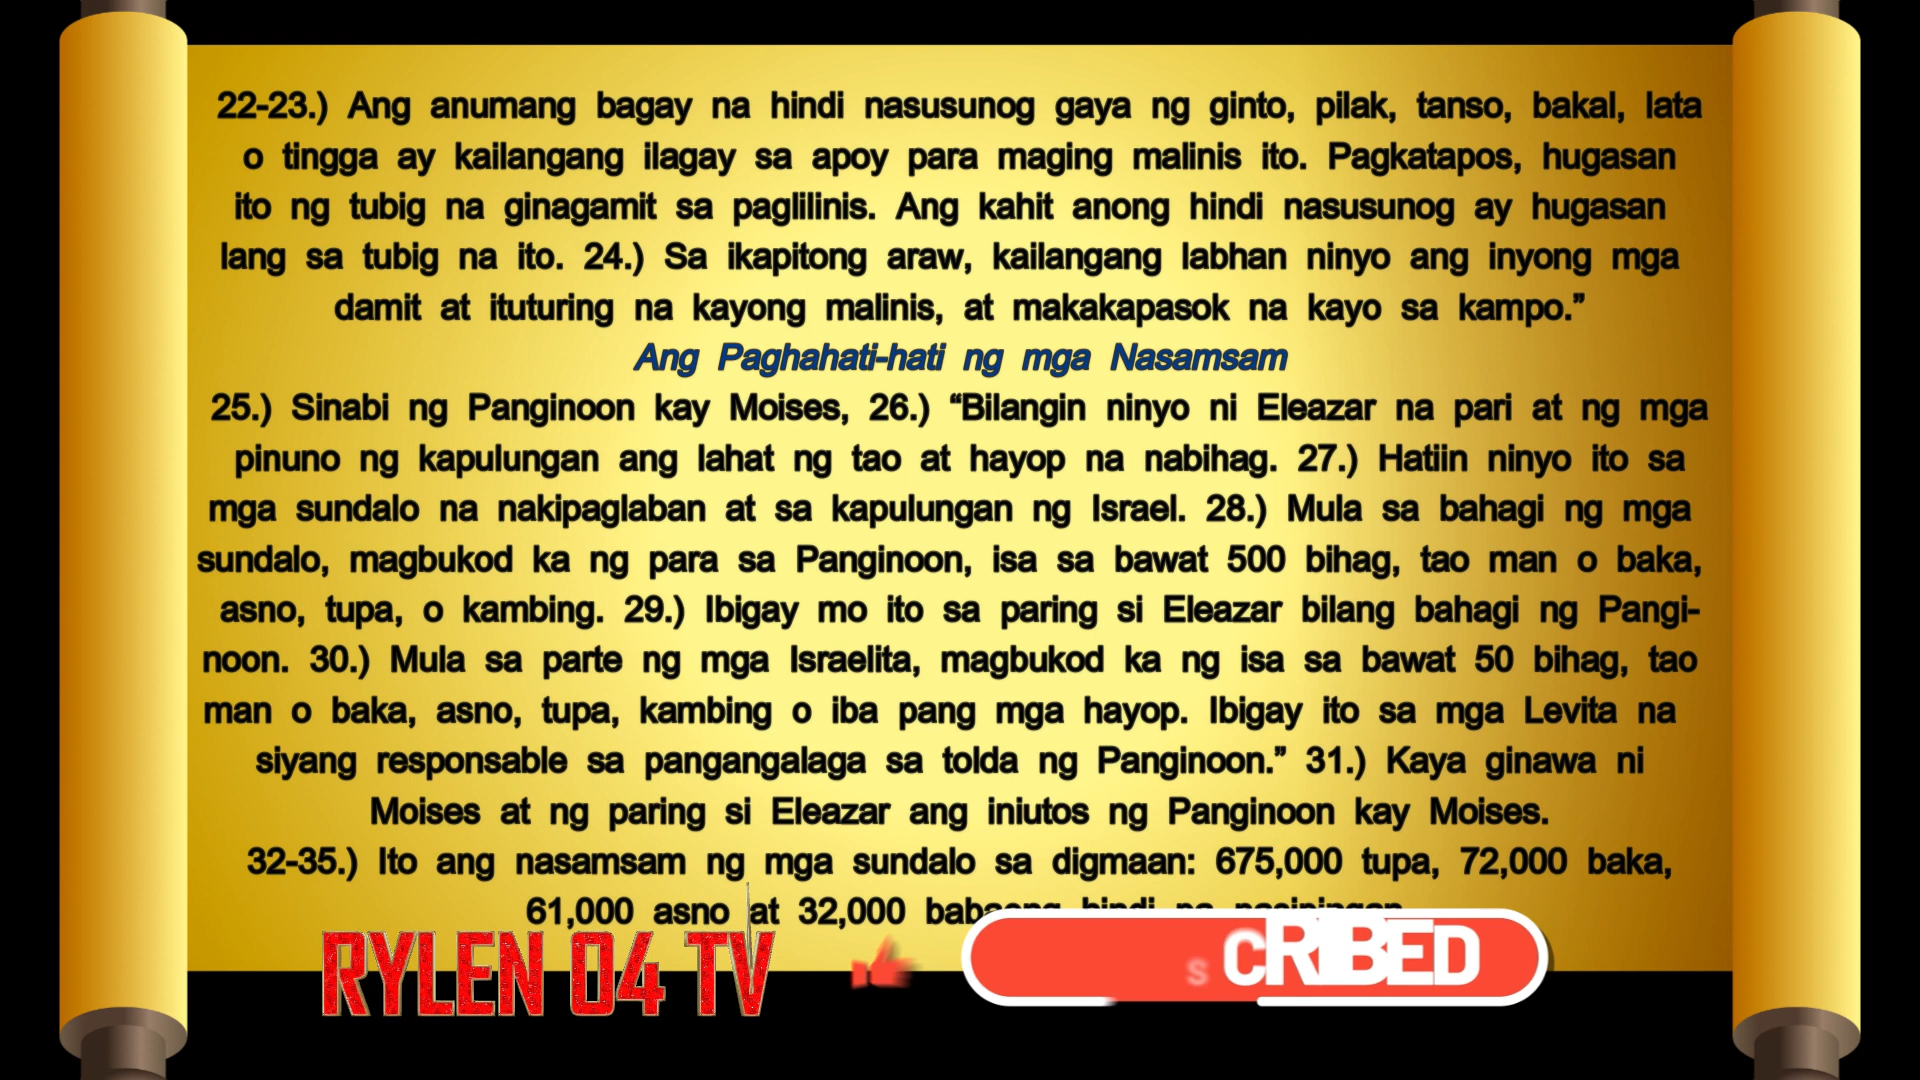 22-23.) Ang anumang bagay na hindi nasusunog gaya ng ginto, pilak, tanso, bakal, lata
o tingga ay kailangang ilagay sa apoy para maging malinis ito. Pagkatapos, hugasan
ito ng tubig na ginagamit sa paglilinis. Ang kahit anong hindi nasusunog ay hugasan
lang sa tubig na ito. 24.) Sa ikapitong araw, kailangang labhan ninyo ang inyong mga
damit at ituturing na kayong malinis, at makakapasok na kayo sa kampo.”
Ang Paghahati-hati ng mga Nasamsam
25.) Sinabi ng Panginoon kay Moises, 26.) “Bilangin ninyo ni Eleazar na pari at ng mga
pinuno ng kapulungan ang lahat ng tao at hayop na nabihag. 27.) Hatiin ninyo ito sa
mga sundalo na nakipaglaban at sa kapulungan ng Israel. 28.) Mula sa bahagi ng mga
sundalo, magbukod ka ng para sa Panginoon, isa sa bawat 500 bihag, tao man o baka,
asno, tupa, o kambing. 29.) Ibigay mo ito sa paring si Eleazar bilang bahagi ng Pangi-
noon. 30.) Mula sa parte ng mga Israelita, magbukod ka ng isa sa bawat 50 bihag, tao
man o baka, asno, tupa, kambing o iba pang mga hayop. Ibigay ito sa mga Levita na
siyang responsable sa pangangalaga sa tolda ng Panginoon.” 31.) Kaya ginawa ni
Moises at ng paring si Eleazar ang iniutos ng Panginoon kay Moises.
32-35.) Ito ang nasamsam ng mga sundalo sa digmaan: 675,000 tupa, 72,000 baka,
61,000 asno at 32,000
RYLEN 04 TV
S CRIBED